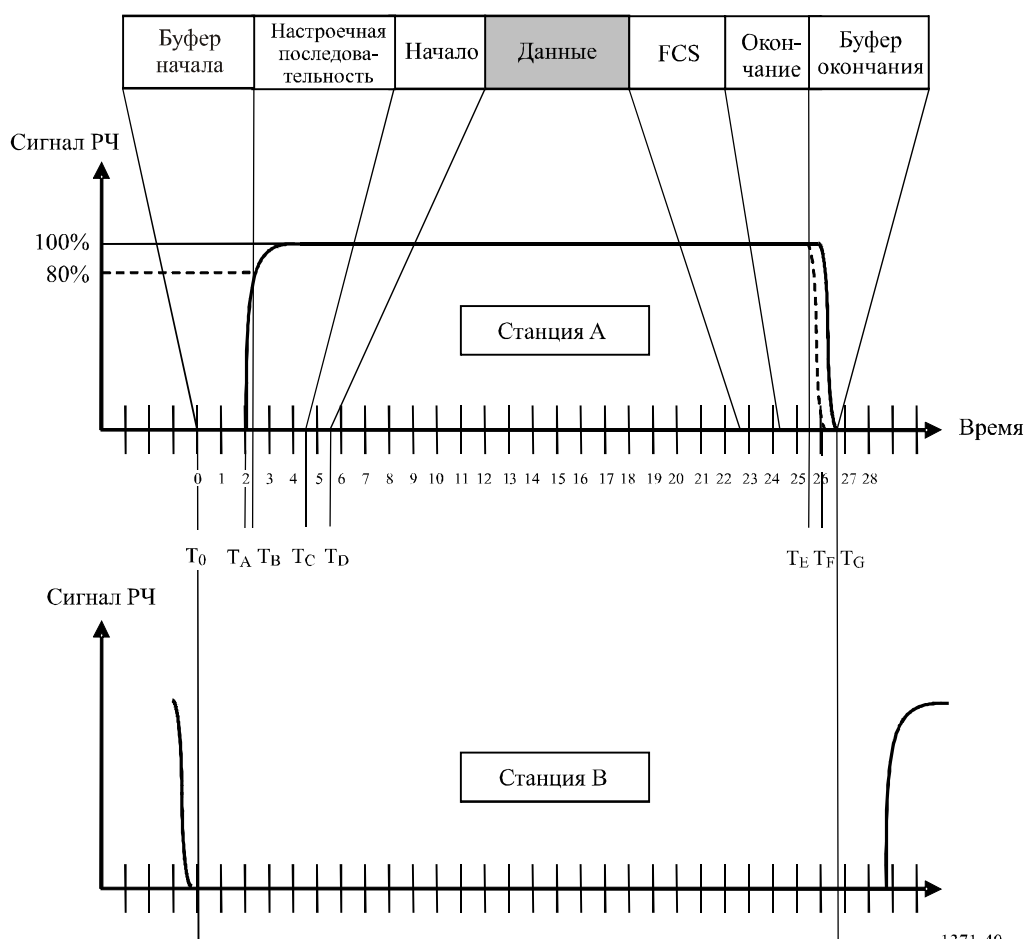 Буфер
начала
Настроечная
последова-
тельность
Начало
Данные
FCS
Окон-
чание
Буфер
окончания
Сигнал РЧ
100%
80%
Станция А
Время
0 1 2 3 4 5 6 7 8 9 10 11 12 13 14 15 16 17 18 19 20 21 22 23 24 25 26 27 28
T0 TA TB TC TD TE TF TG
Сигнал РЧ
Станция В